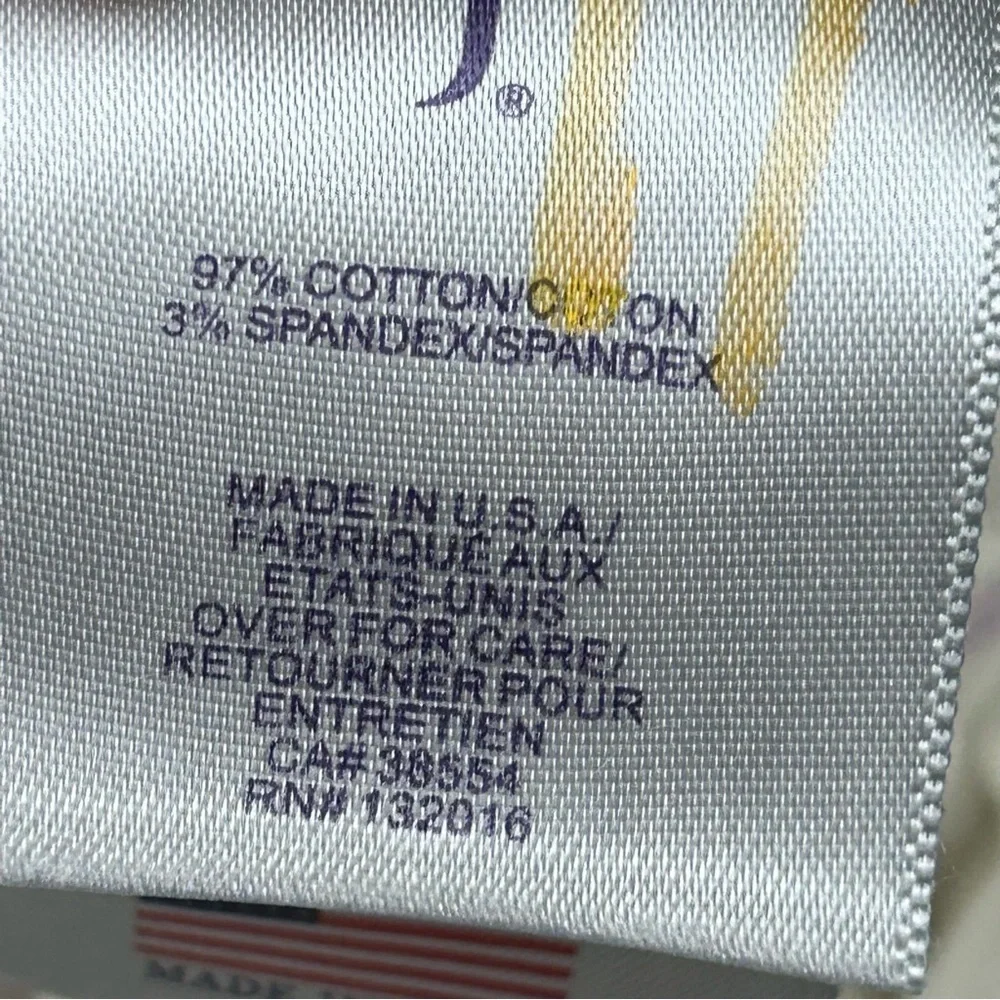 J®
97% COTTON/COTTON
3% SPANDEX/SPANDEX
MADE IN U.S.A./
FABRIQUÉ AUX
ETATS-UNIS
OVER FOR CARE/
RETOURNER POUR
ENTRETIEN
CA# 38554
RN# 132016
MADE